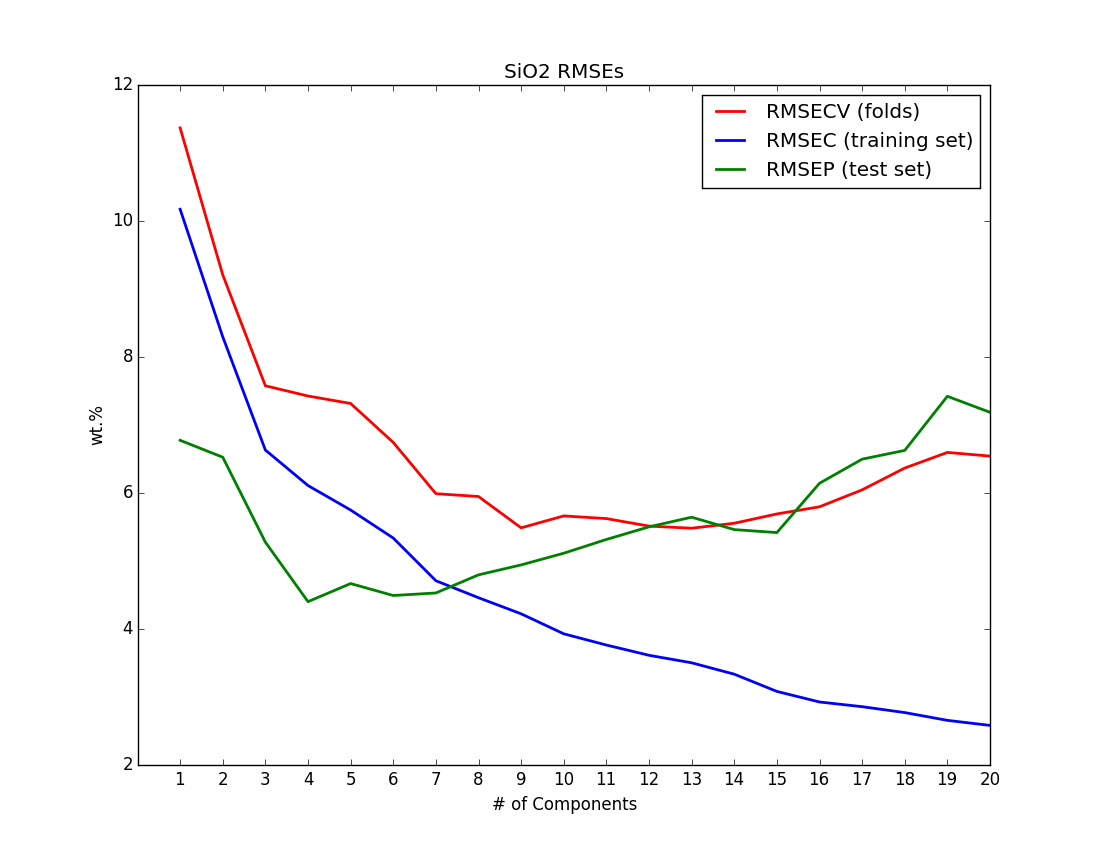 SiO2 RMSEs
12
10
8
6
4
2
wt.%
RMSECV (folds)
RMSEC (training set)
RMSEP (test set)
1 2 3 4 5 6 7 8 9 10 11 12 13 14 15 16 17 18 19 20
# of Components